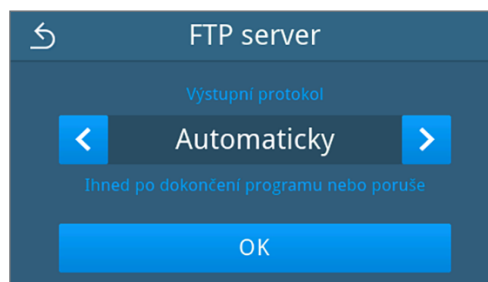 FTP server
Výstupní protokol
Automaticky
Ihned po dokončení programu nebo poruše
OK